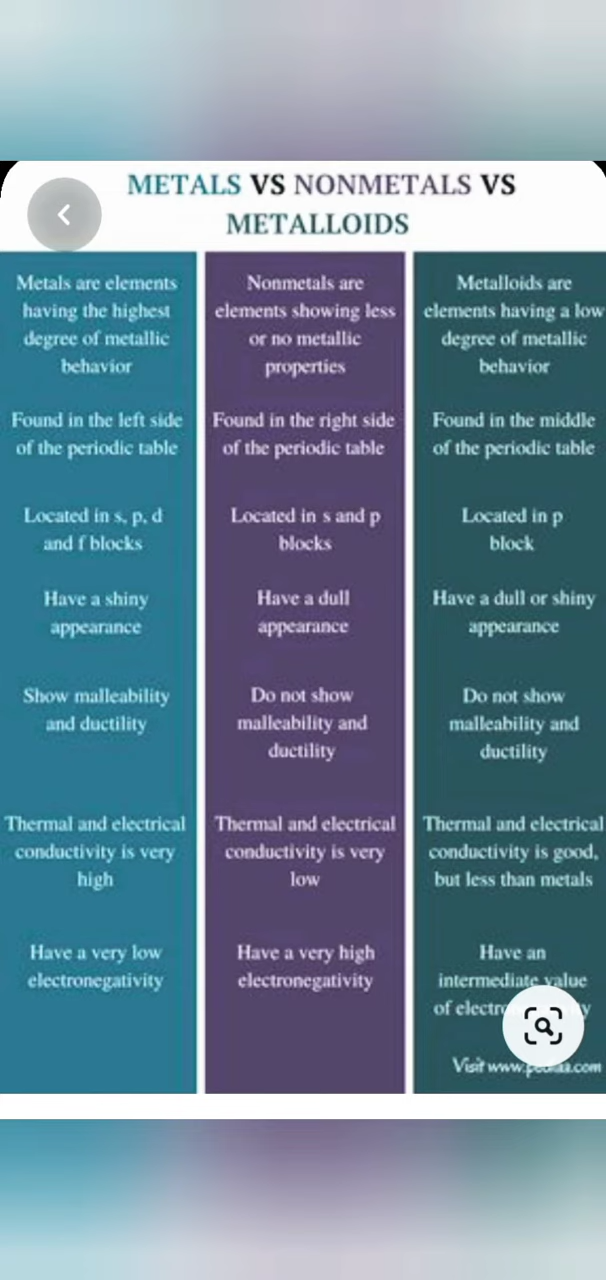 METALS VS NONMETALS VS
METALLOIDS
Metals are elements
having the highest
degree of metallic
behavior
Found in the left side
of the periodic table
Located in s, p, d
and f blocks
Have a shiny
appearance
Show malleability
and ductility
Thermal and electrical
conductivity is very
high
Have a very low
electronegativity
Nonmetals are
elements showing less
or no metallic
properties
Found in the right side
of the periodic table
Located in s and p
blocks
Have a dull
appearance
Do not show
malleability and
ductility
Thermal and electrical
conductivity is very
low
Have a very high
electronegativity
Metalloids are
elements having a low
degree of metallic
behavior
Found in the middle
of the periodic table
Located in p
block
Have a dull or shiny
appearance
Do not show
malleability and
ductility
Thermal and electrical
conductivity is good,
but less than metals
Have an
intermediate value
of
Visit